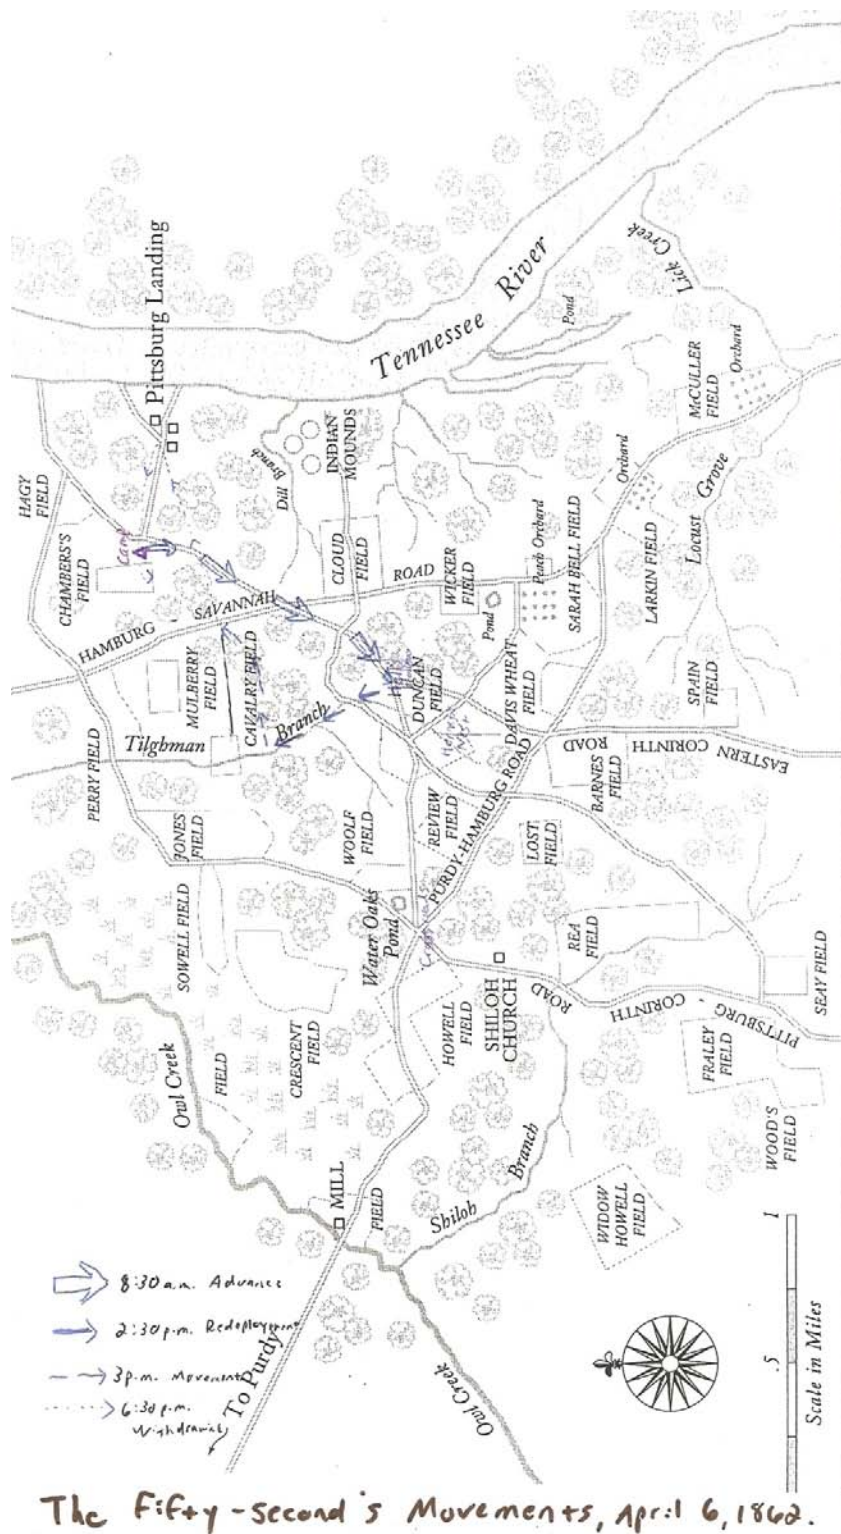 Pittsburg Landing
HAGY
FIELD
CHAMBERS'S
FIELD
Camp
Tennessee River
Lick Creek
Pond
McCULLER
FIELD
Orchard
INDIAN
MOUNDS
Dill Branch
CLOUD
FIELD
HAMBURG - SAVANNAH ROAD
WICKER
FIELD
Pond
Peach Orchard
SARAH BELL FIELD
Orchard
LARKIN FIELD
Locust Grove
MULBERRY
FIELD
CAVALRY FIELD
DUNCAN
FIELD
DAVIS WHEAT
FIELD
SPAIN
FIELD
Tilghman Branch
PERRY FIELD
EASTERN CORINTH ROAD
BARNES
FIELD
JONES
FIELD
WOOLF
FIELD
REVIEW
FIELD
PURDY-HAMBURG ROAD
LOST
FIELD
SOWELL FIELD
Water Oaks
Pond
Crossroads
REA
FIELD
SEAY FIELD
CRESCENT
FIELD
HOWELL
FIELD
SHILOH
CHURCH
PITTSBURG - CORINTH ROAD
FRALEY
FIELD
WOOD'S
FIELD
Owl Creek
FIELD
MILL
FIELD
Shiloh Branch
WIDOW
HOWELL
FIELD
Owl Creek
To Purdy
8:30 a.m. Advance
2:30 p.m. Redeployment
3 p.m. Movements
6:30 p.m.
Withdrawal
.5 1
Scale in Miles
The Fifty-second's Movements, April 6, 1862.